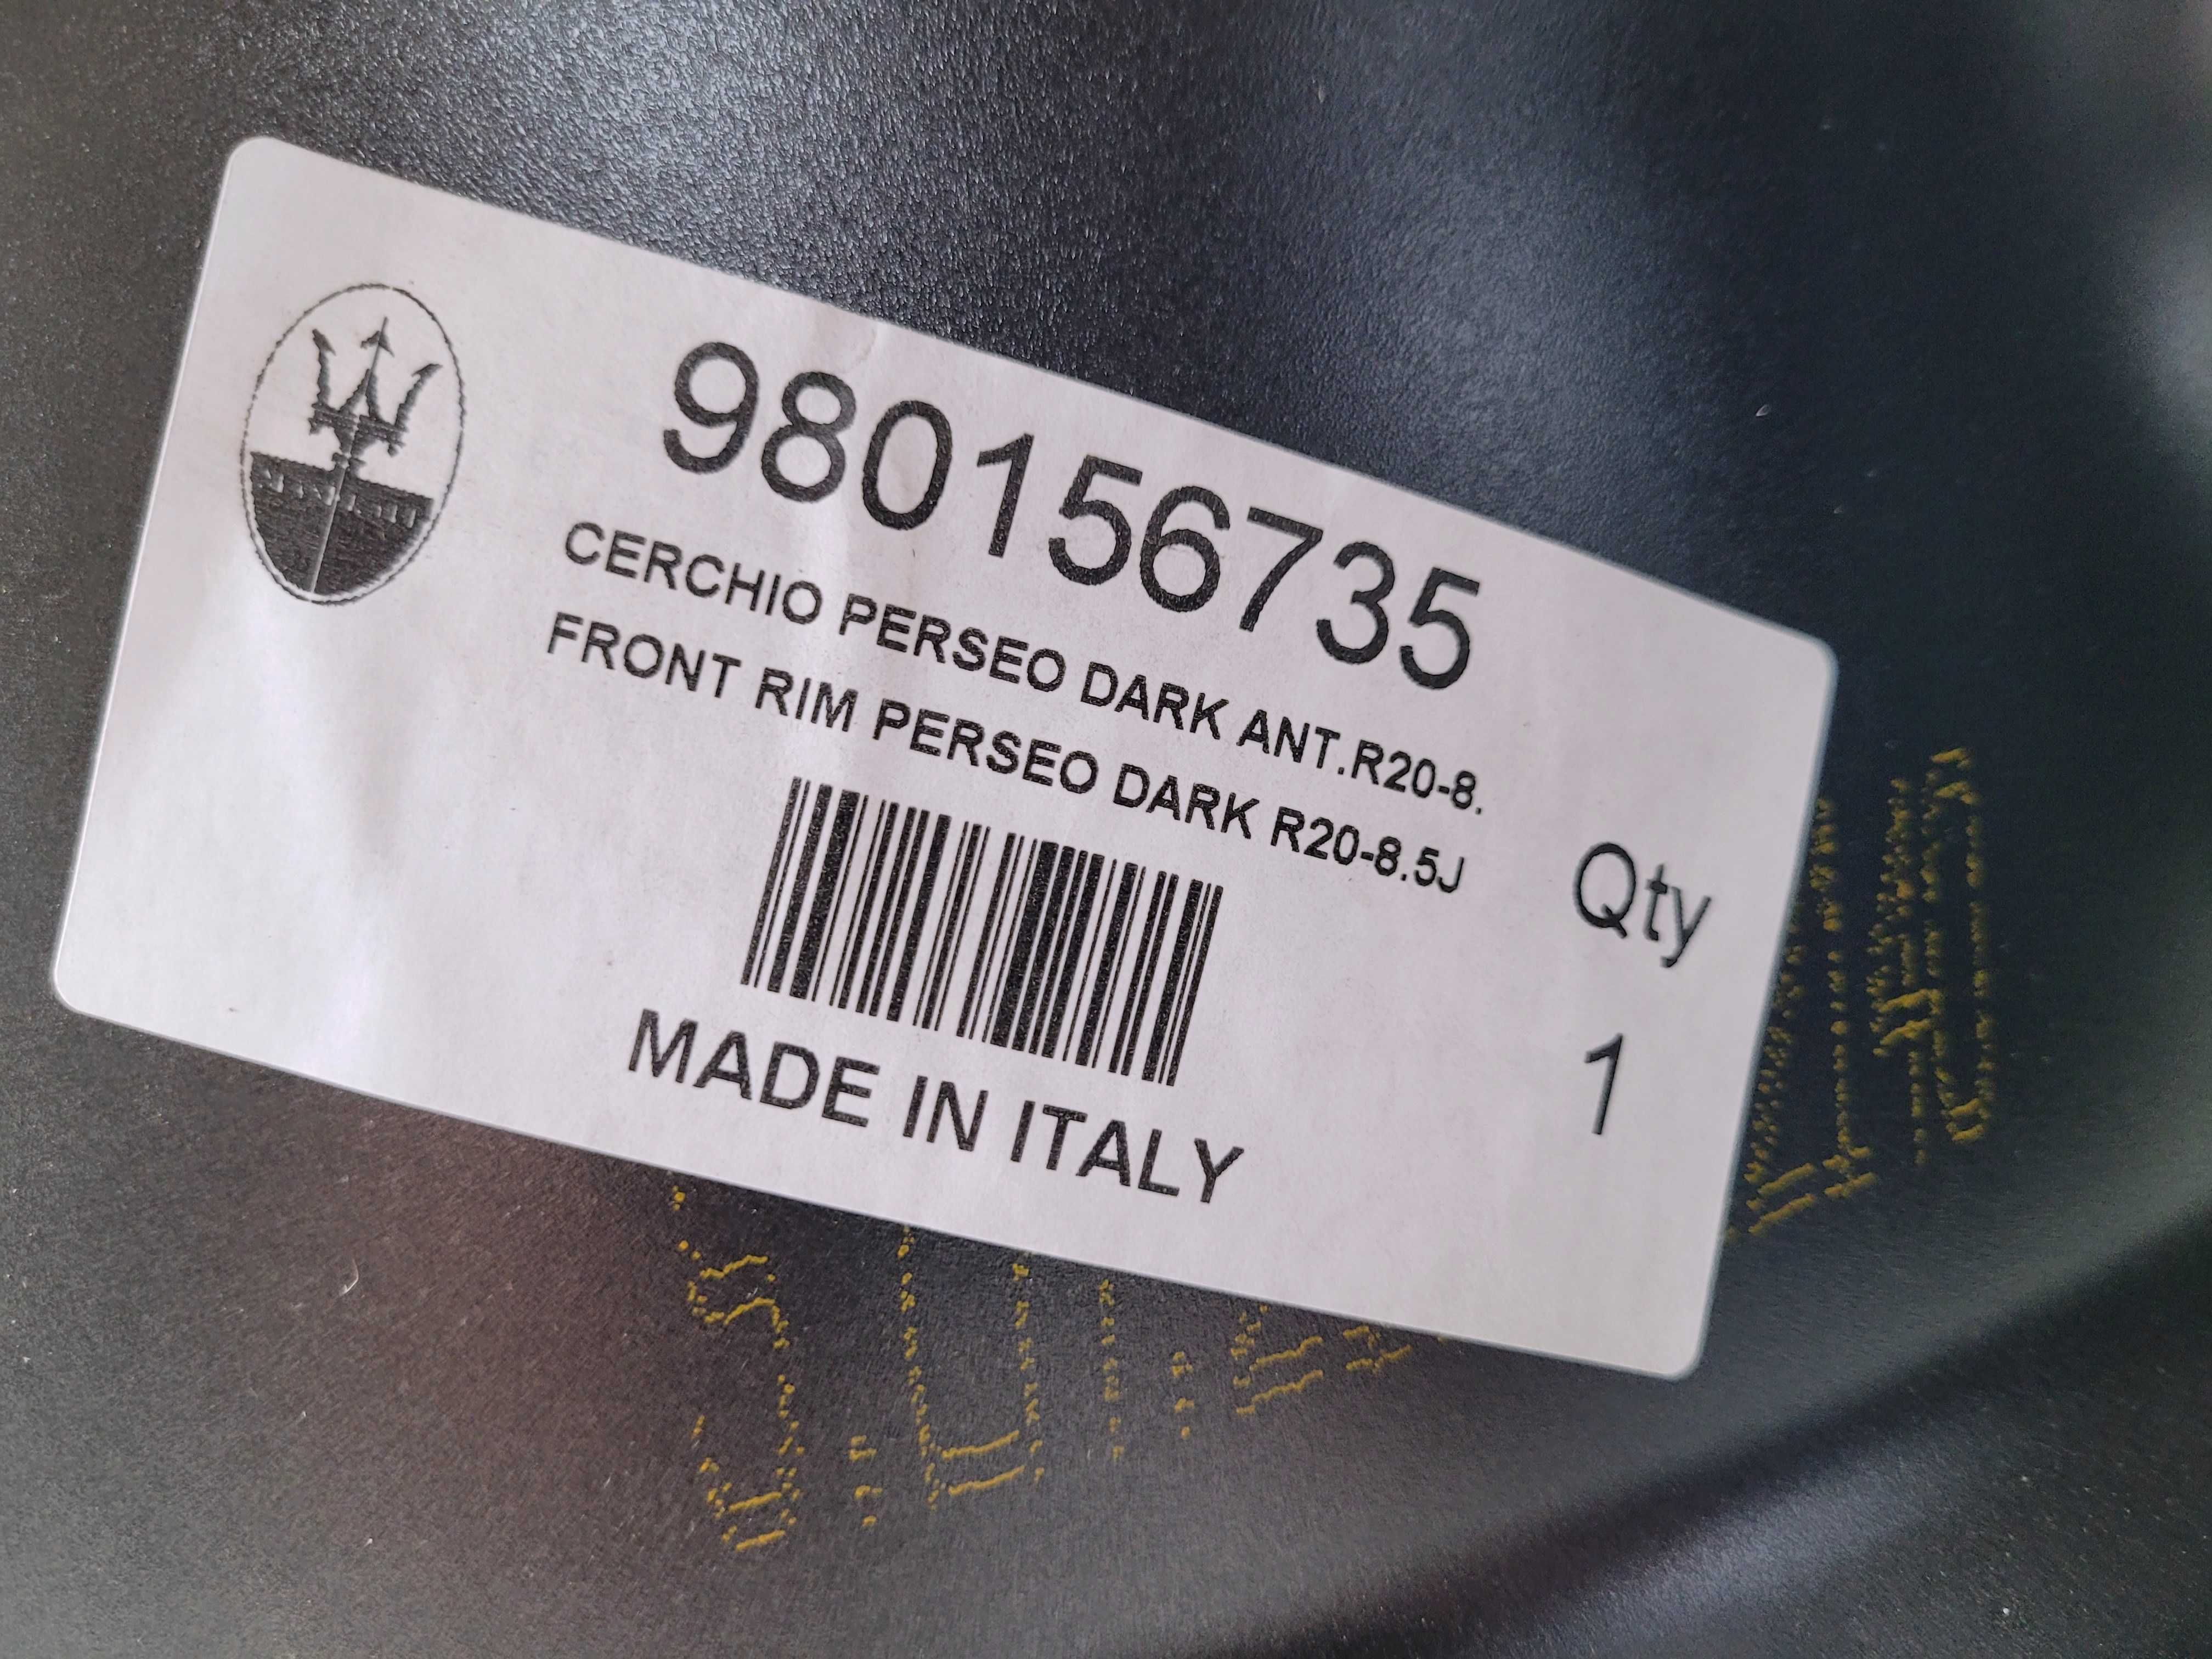 980156735
CERCHIO PERSEO DARK ANT.R20-8.
FRONT RIM PERSEO DARK R20-8.5J
Qty
1
MADE IN ITALY